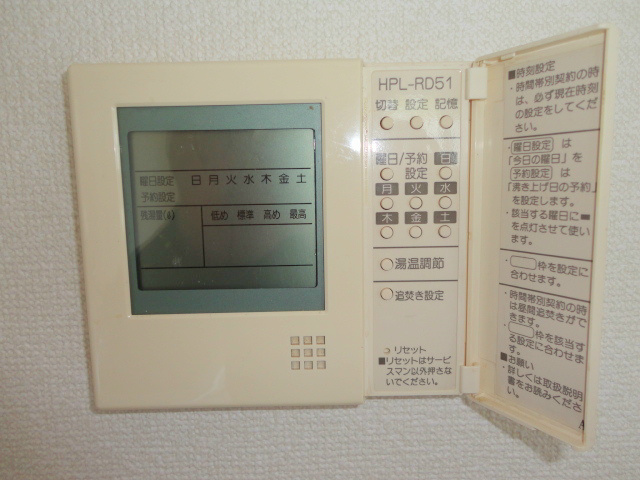 曜日設定 日 月 火 水 木 金 土
予約設定
残湯量(ℓ) 低め 標準 高め 最高
HPL-RD51
切替 設定 記憶
曜日/予約 日
設定
月 火 水
木 金 土
湯温調節
追焚き設定
リセット
■リセットはサービ
スマン以外押さな
いでください。
■時刻設定
・時間帯別契約の時
は、必ず現在時刻
の設定をしてくだ
さい。
・曜日設定 は
「今日の曜日」を
予約設定 は
「沸き上げ日の予約」
を設定します。
・該当する曜日に▬
を点灯させて使い
ます。
・ 枠を設定に
合わせます。
・時間帯別契約の時
は昼間追焚きがで
きます。
・ 枠を該当す
る設定に合わせま
す。
■お願い
・詳しくは取扱説明
書をお読みくださ
い。
A